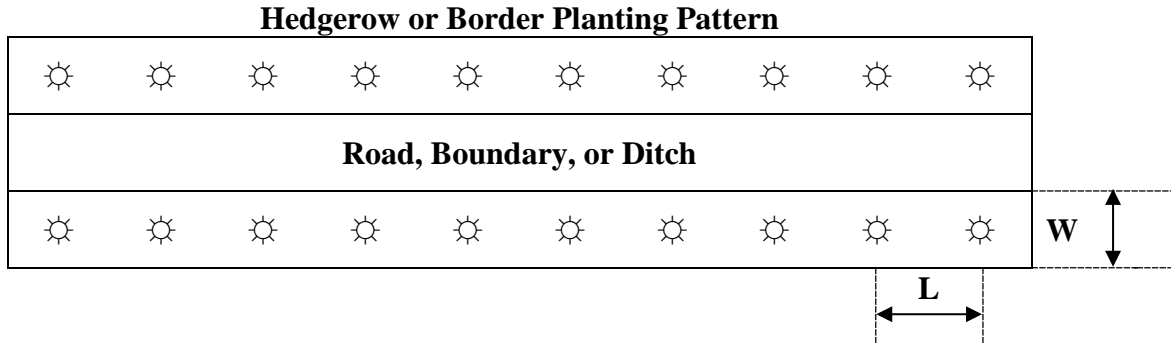 Hedgerow or Border Planting Pattern
Road, Boundary, or Ditch
W
L